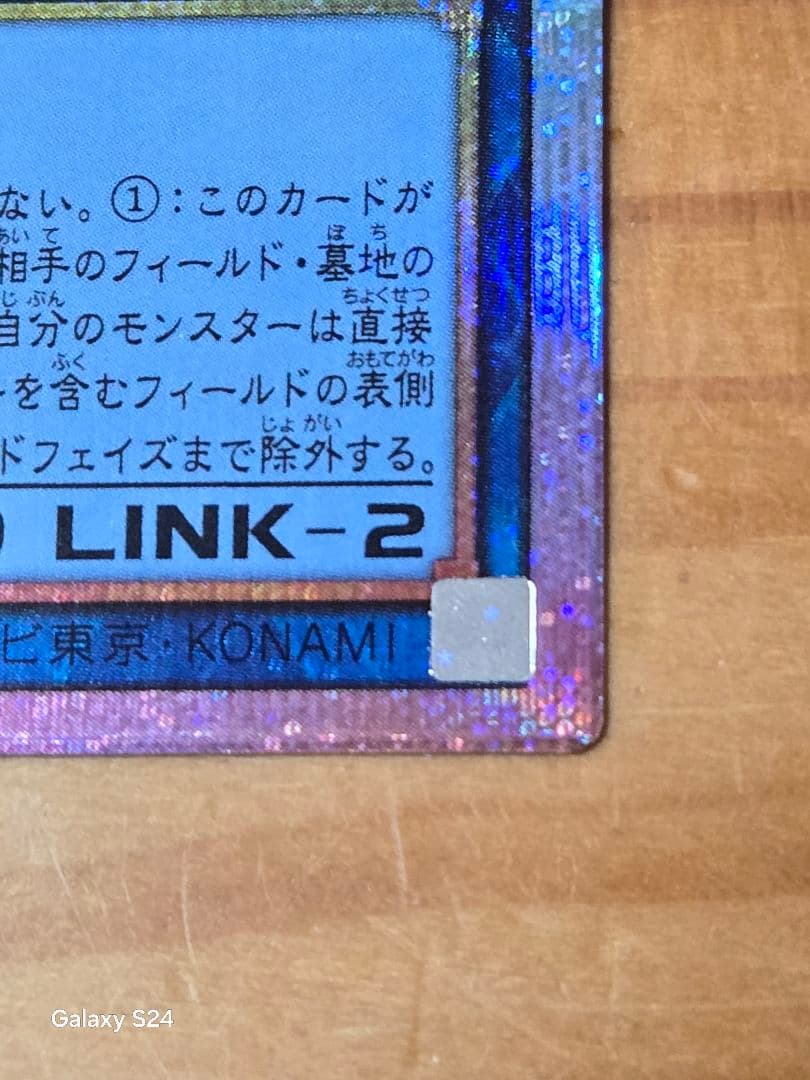 ない。①：このカードが
あいて ぼち
相手のフィールド・墓地の
じぶん ちょくせつ
自分のモンスターは直接
ふく おもてがわ
を含むフィールドの表側
じょがい
ドフェイズまで除外する。
LINK-2
ビ東京・KONAMI
Galaxy S24